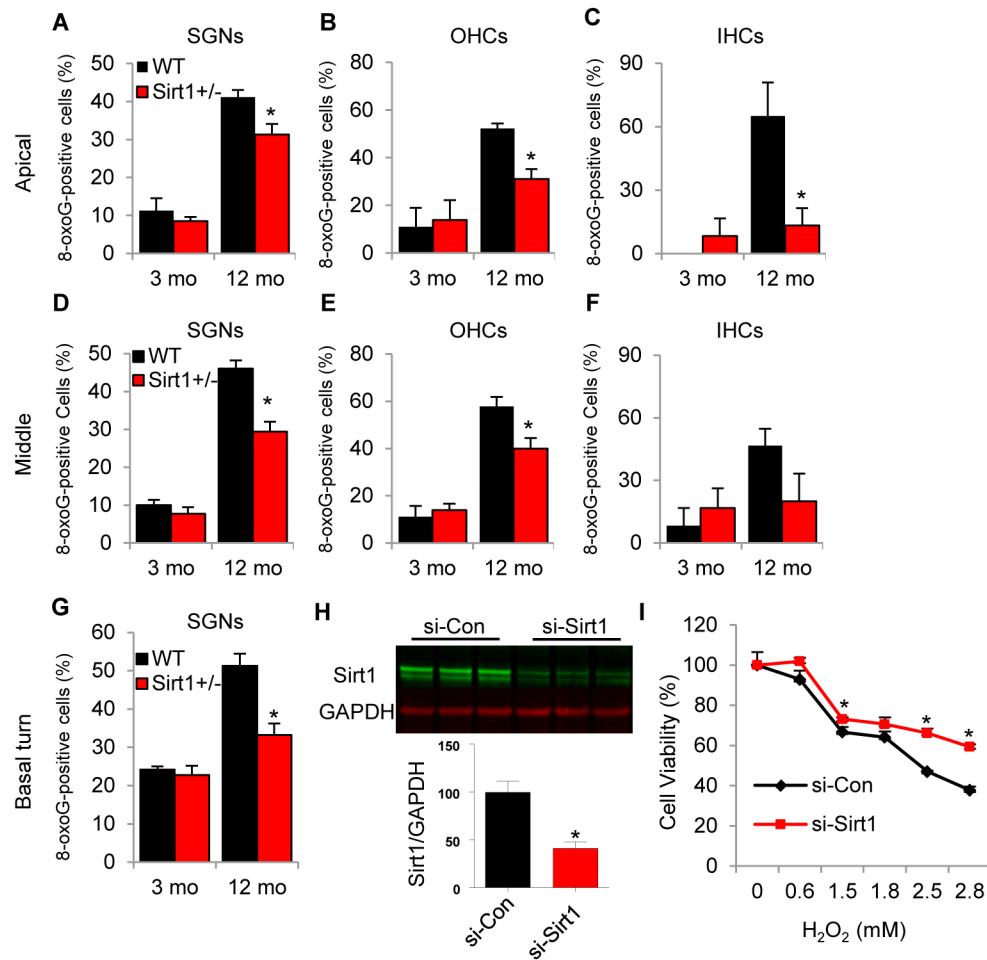 A
SGNs
WT
Sirt1+/-
8-oxoG-positive cells (%)
50
40
30
20
10
0
*
3 mo
12 mo
Apical
B
OHCs
8-oxoG-positive cells (%)
80
60
40
20
0
*
3 mo
12 mo
C
IHCs
8-oxoG-positive cells (%)
90
60
30
0
*
3 mo
12 mo
D
SGNs
WT
Sirt1+/-
8-oxoG-positive Cells (%)
50
40
30
20
10
0
*
3 mo
12 mo
Middle
E
OHCs
8-oxoG-positive Cells (%)
80
60
40
20
0
*
3 mo
12 mo
F
IHCs
8-oxoG-positive Cells (%)
90
60
30
0
3 mo
12 mo
G
SGNs
WT
Sirt1+/-
8-oxoG-positive cells (%)
60
50
40
30
20
10
0
*
3 mo
12 mo
Basal turn
H
si-Con si-Sirt1
Sirt1
GAPDH
Sirt1/GAPDH
150
100
50
0
*
si-Con
si-Sirt1
I
Cell Viability (%)
120
100
80
60
40
20
0
*
*
*
si-Con
si-Sirt1
0 0.6 1.5 1.8 2.5 2.8
H₂O₂ (mM)